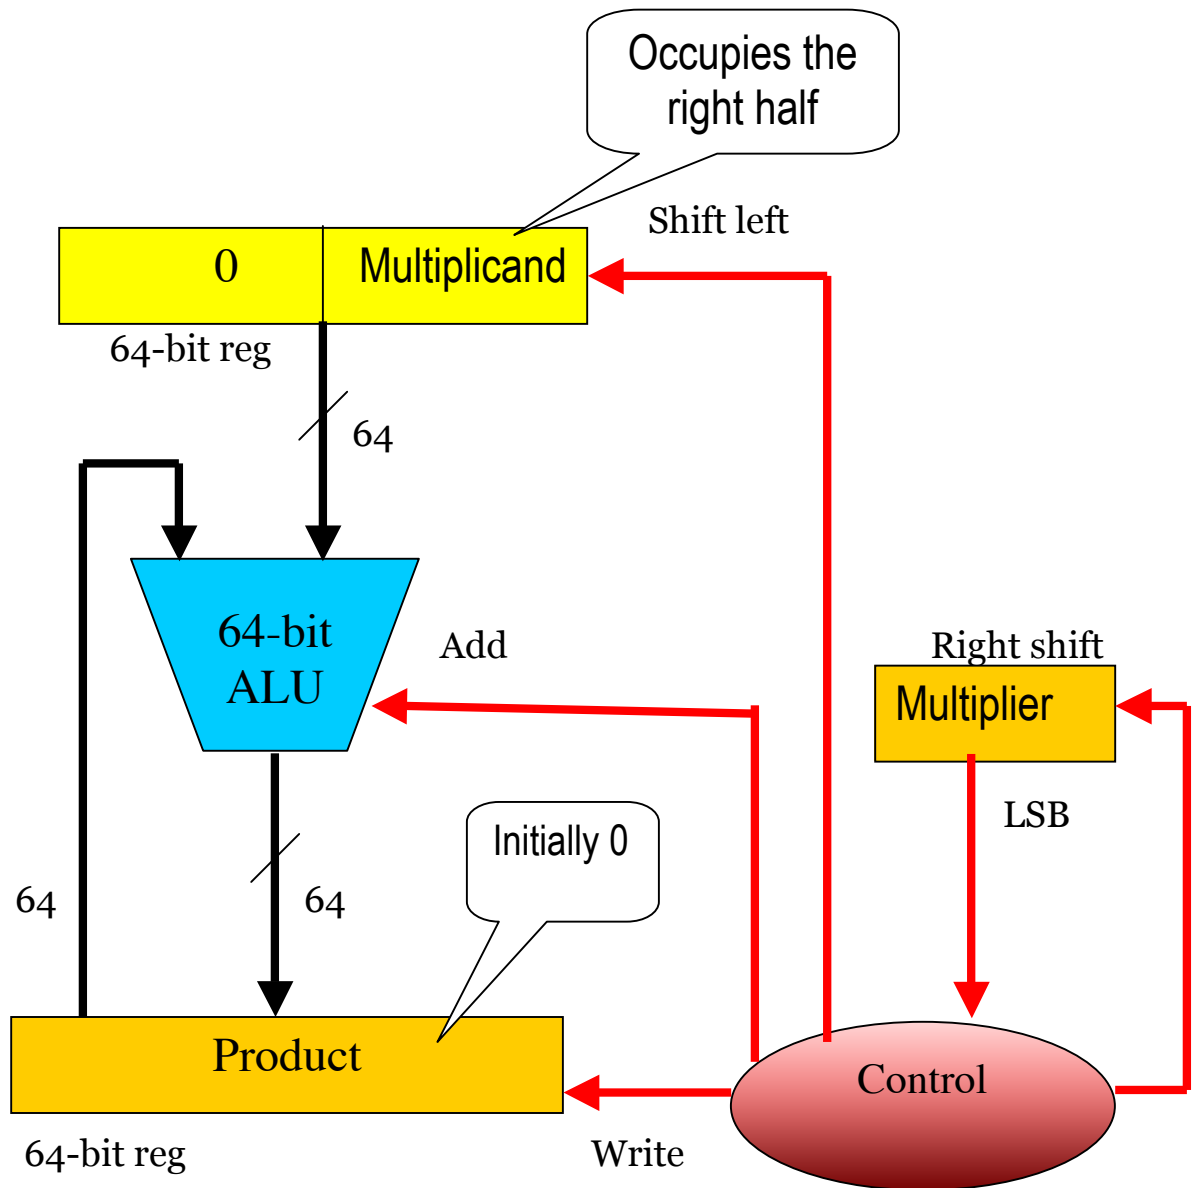 Occupies the
right half
Shift left
0 Multiplicand
64-bit reg
64
64-bit
ALU
Add
Right shift
Multiplier
LSB
Initially 0
64
64
Product
Control
64-bit reg
Write